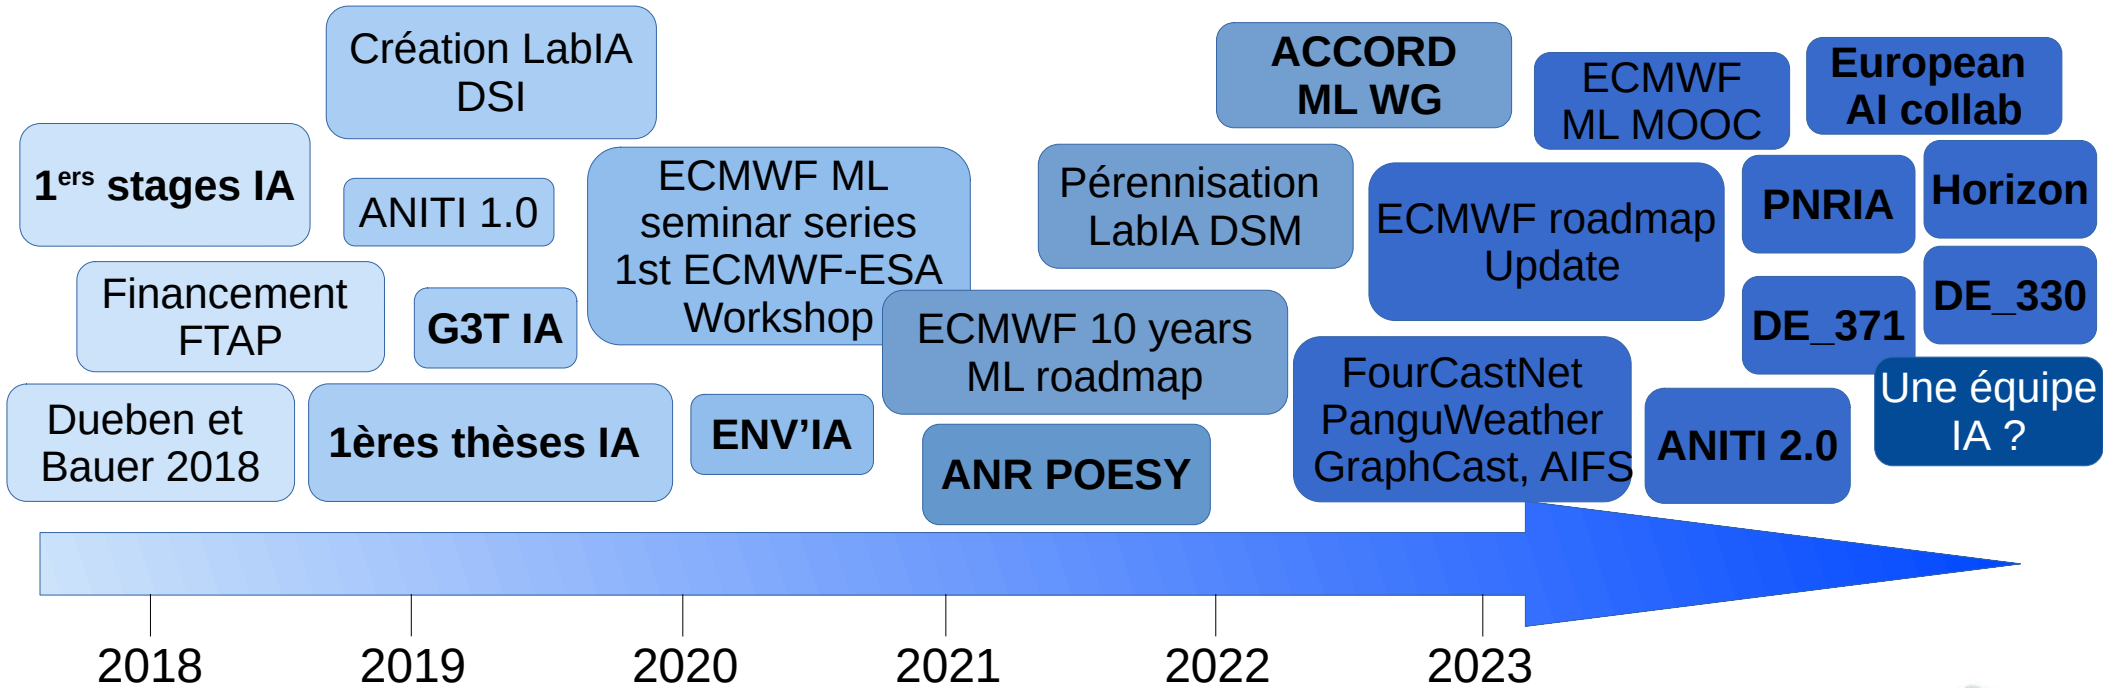 Création LabIA
DSI
1ers stages IA
ANITI 1.0
Financement
FTAP
G3T IA
Dueben et
Bauer 2018
1ères thèses IA
ECMWF ML
seminar series
1st ECMWF-ESA
Workshop
ENV’IA
ECMWF 10 years
ML roadmap
ANR POESY
Pérennisation
LabIA DSM
ACCORD
ML WG
ECMWF
ML MOOC
European
AI collab
ECMWF roadmap
Update
PNRIA
Horizon
DE_371
DE_330
FourCastNet
PanguWeather
GraphCast, AIFS
ANITI 2.0
Une équipe
IA ?
2018
2019
2020
2021
2022
2023